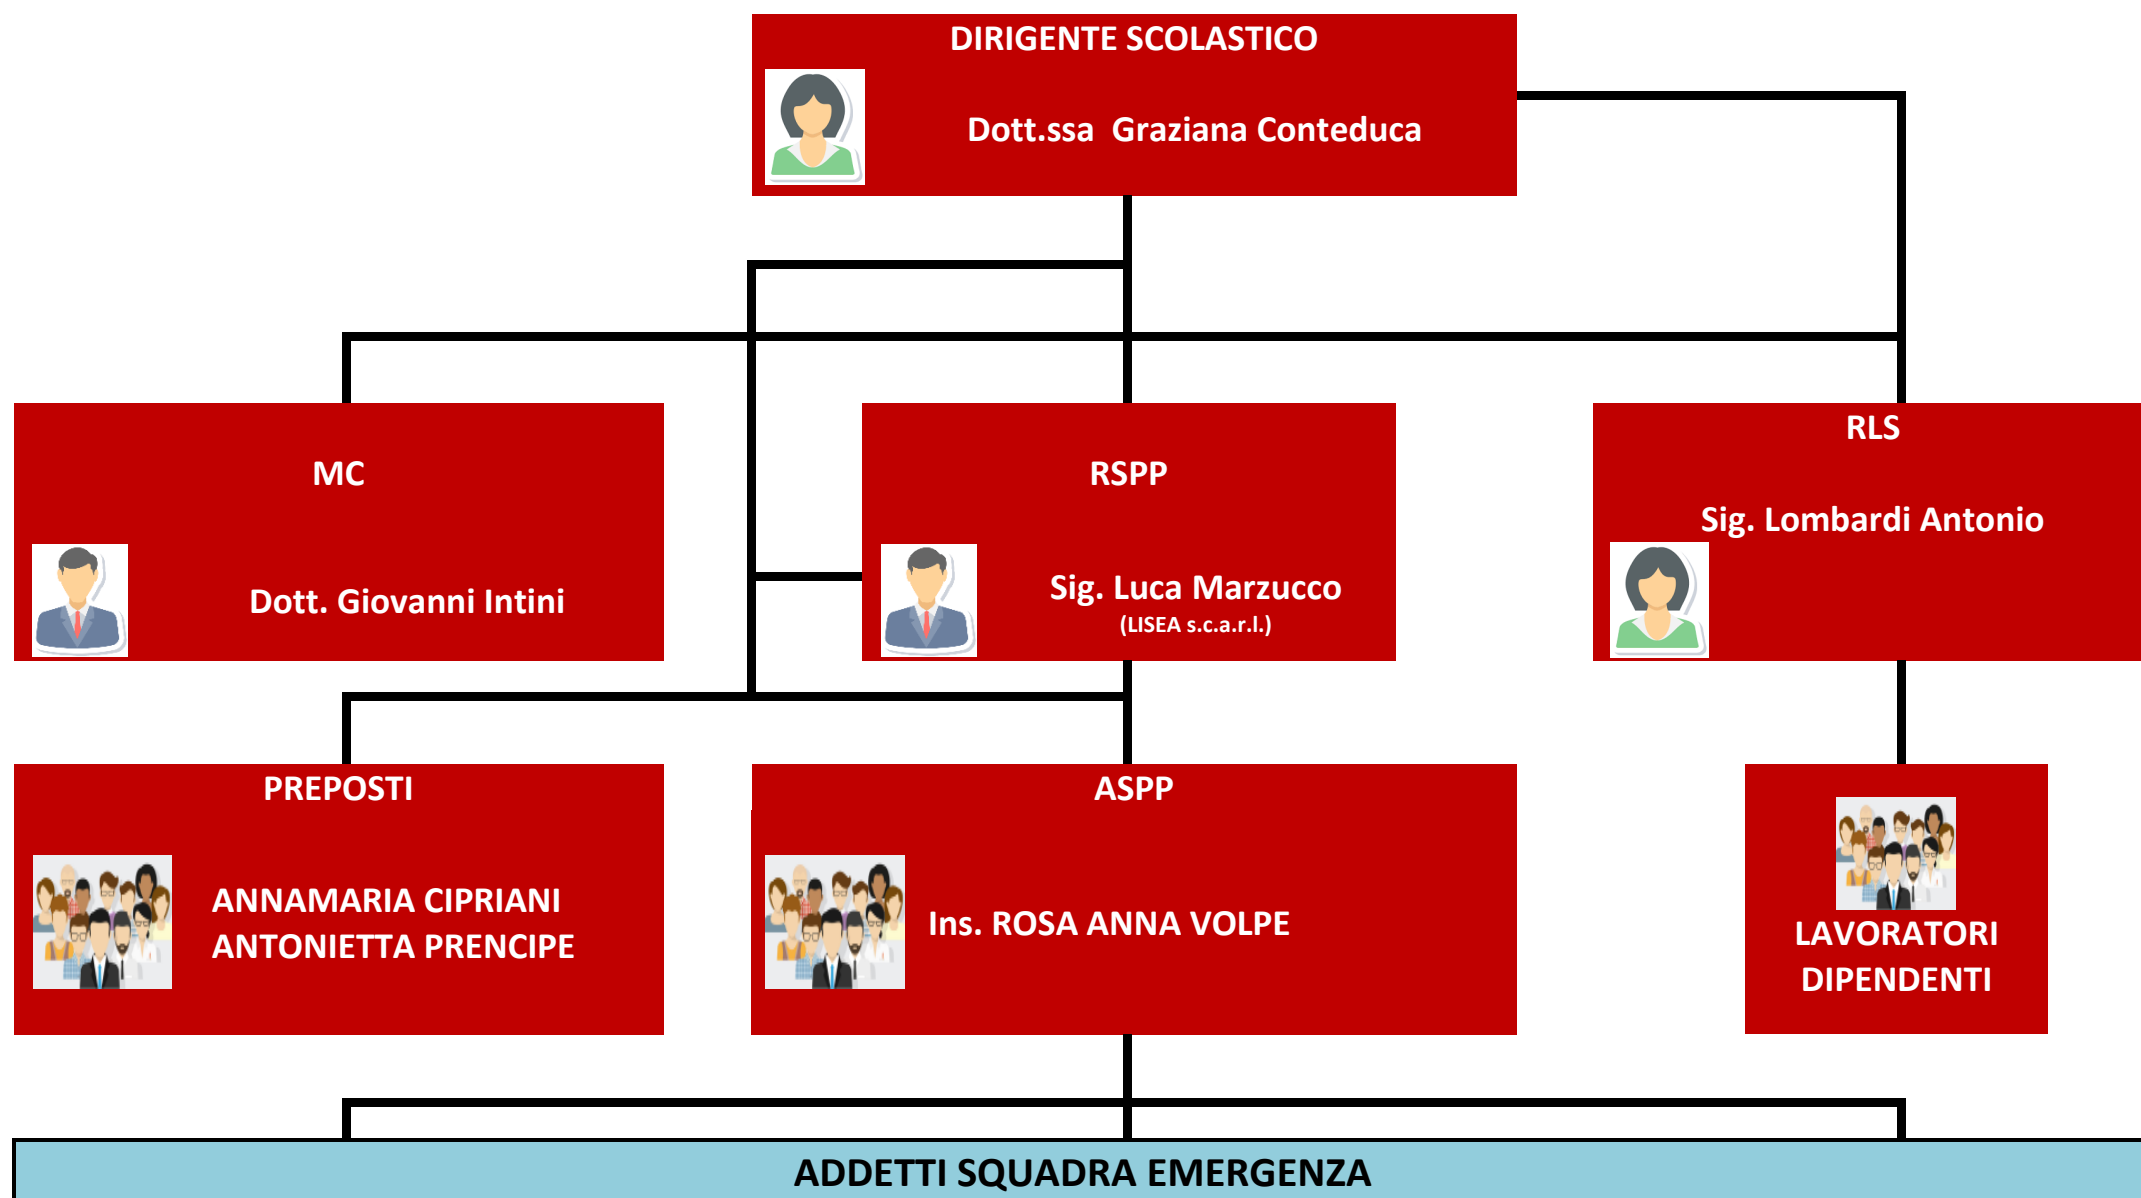 DIRIGENTE SCOLASTICO
Dott.ssa Graziana Conteduca
MC
Dott. Giovanni Intini
RSPP
Sig. Luca Marzucco
(LISEA s.c.a.r.l.)
RLS
Sig. Lombardi Antonio
PREPOSTI
ANNAMARIA CIPRIANI
ANTONIETTA PRENCIPE
ASPP
Ins. ROSA ANNA VOLPE
LAVORATORI
DIPENDENTI
ADDETTI SQUADRA EMERGENZA